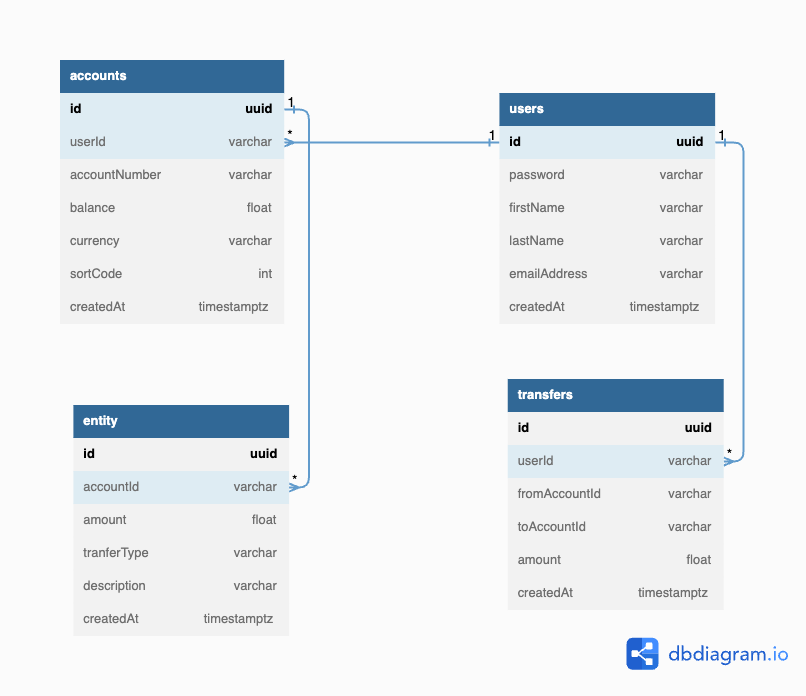 accounts
id uuid 1
userId varchar *
accountNumber varchar
balance float
currency varchar
sortCode int
createdAt timestamptz
users
1 id uuid 1
password varchar
firstName varchar
lastName varchar
emailAddress varchar
createdAt timestamptz
entity
id uuid
accountId varchar *
amount float
tranferType varchar
description varchar
createdAt timestamptz
transfers
id uuid
userId varchar *
fromAccountId varchar
toAccountId varchar
amount float
createdAt timestamptz
dbdiagram.io